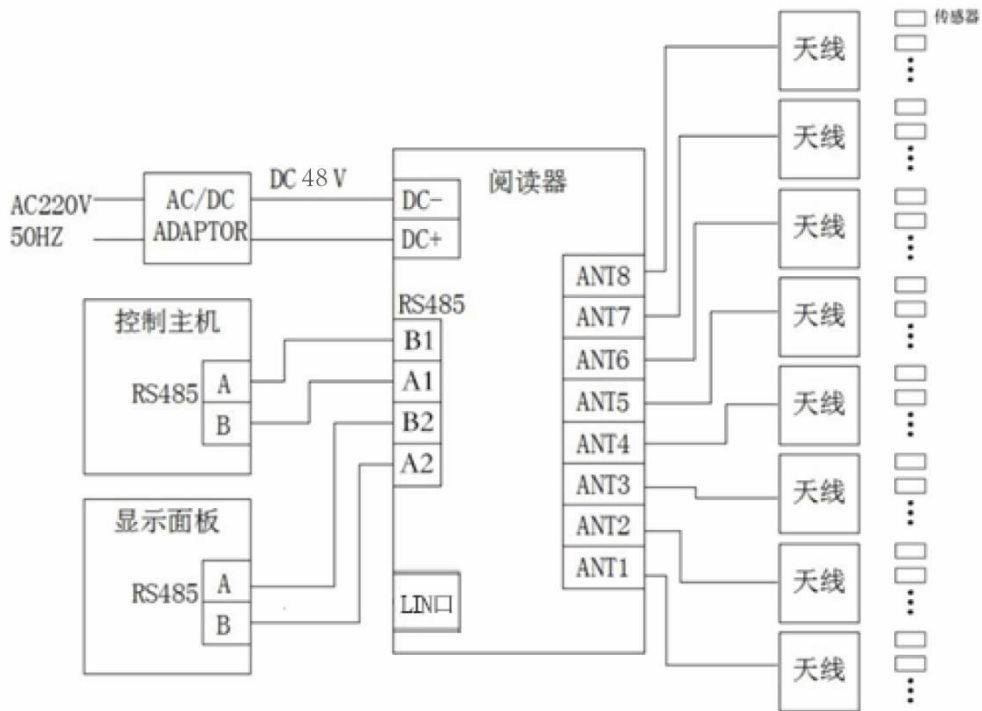 AC220V
50HZ
AC/DC
ADAPTOR
DC 48 V
阅读器
DC-
DC+
RS485
B1
A1
B2
A2
LIN口
控制主机
RS485
A
B
显示面板
RS485
A
B
ANT8
ANT7
ANT6
ANT5
ANT4
ANT3
ANT2
ANT1
天线
天线
天线
天线
天线
天线
天线
天线
传感器